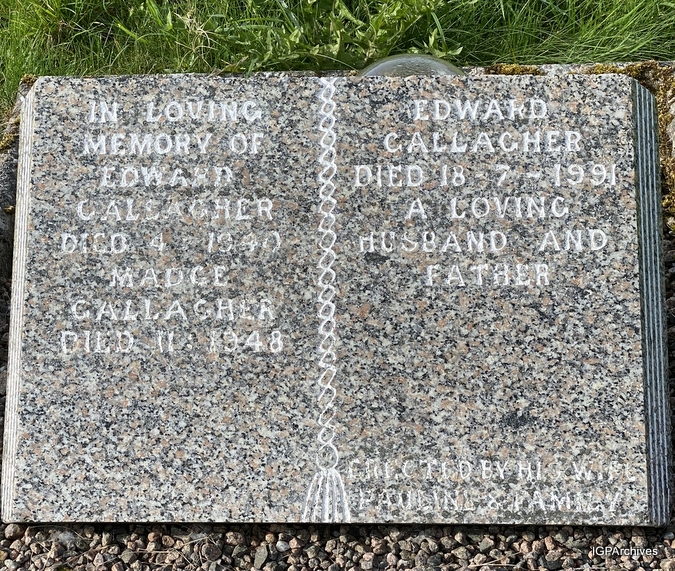 IN LOVING
MEMORY OF
EDWARD
GALLAGHER
DIED 4 1940
MADGE
GALLAGHER
DIED 11 1948
EDWARD
GALLAGHER
DIED 18-7-1991
A LOVING
HUSBAND AND
FATHER
ERECTED BY HIS WIFE
PAULINE & FAMILY
IGPArchives